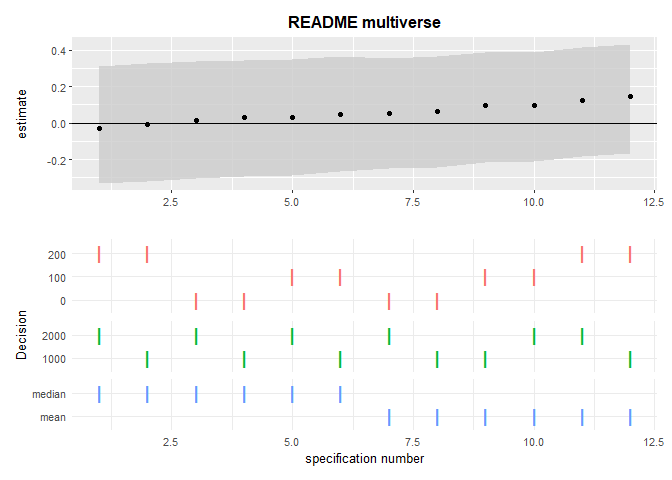 README multiverse
estimate
0.4
0.2
0.0
-0.2
2.5 5.0 7.5 10.0 12.5
Decision
200
100
0
2000
1000
median
mean
2.5 5.0 7.5 10.0 12.5
specification number